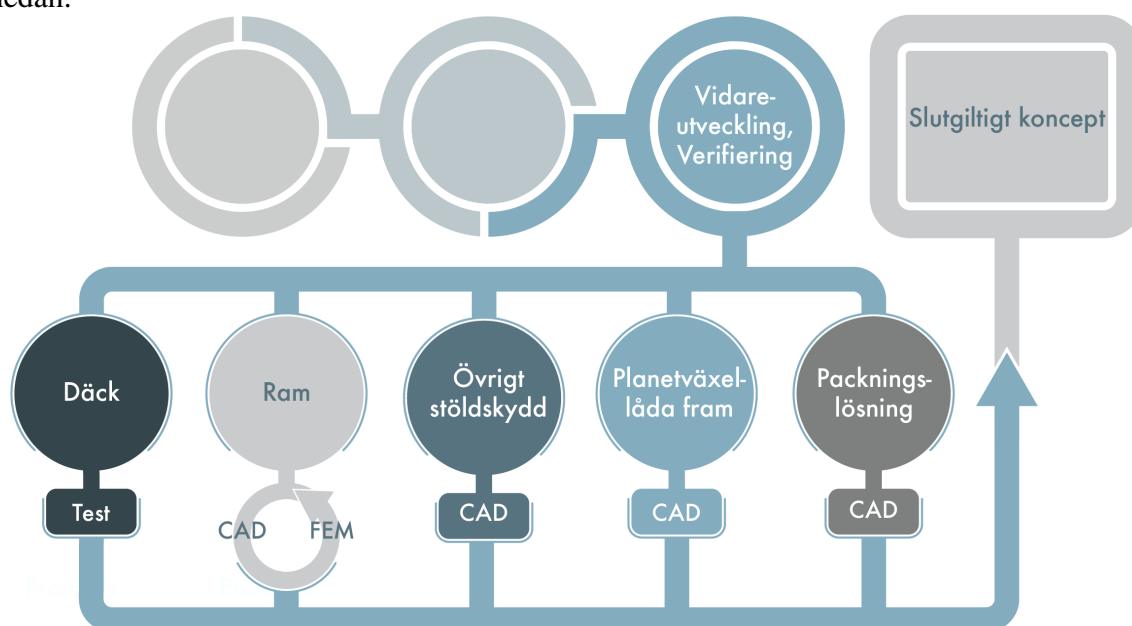 nedan.
Vidare-
utveckling,
Verifiering
Slutgiltigt koncept
Däck
Ram
Övrigt
stöldskydd
Planetväxel-
låda fram
Packnings-
lösning
Test
CAD
FEM
CAD
CAD
CAD